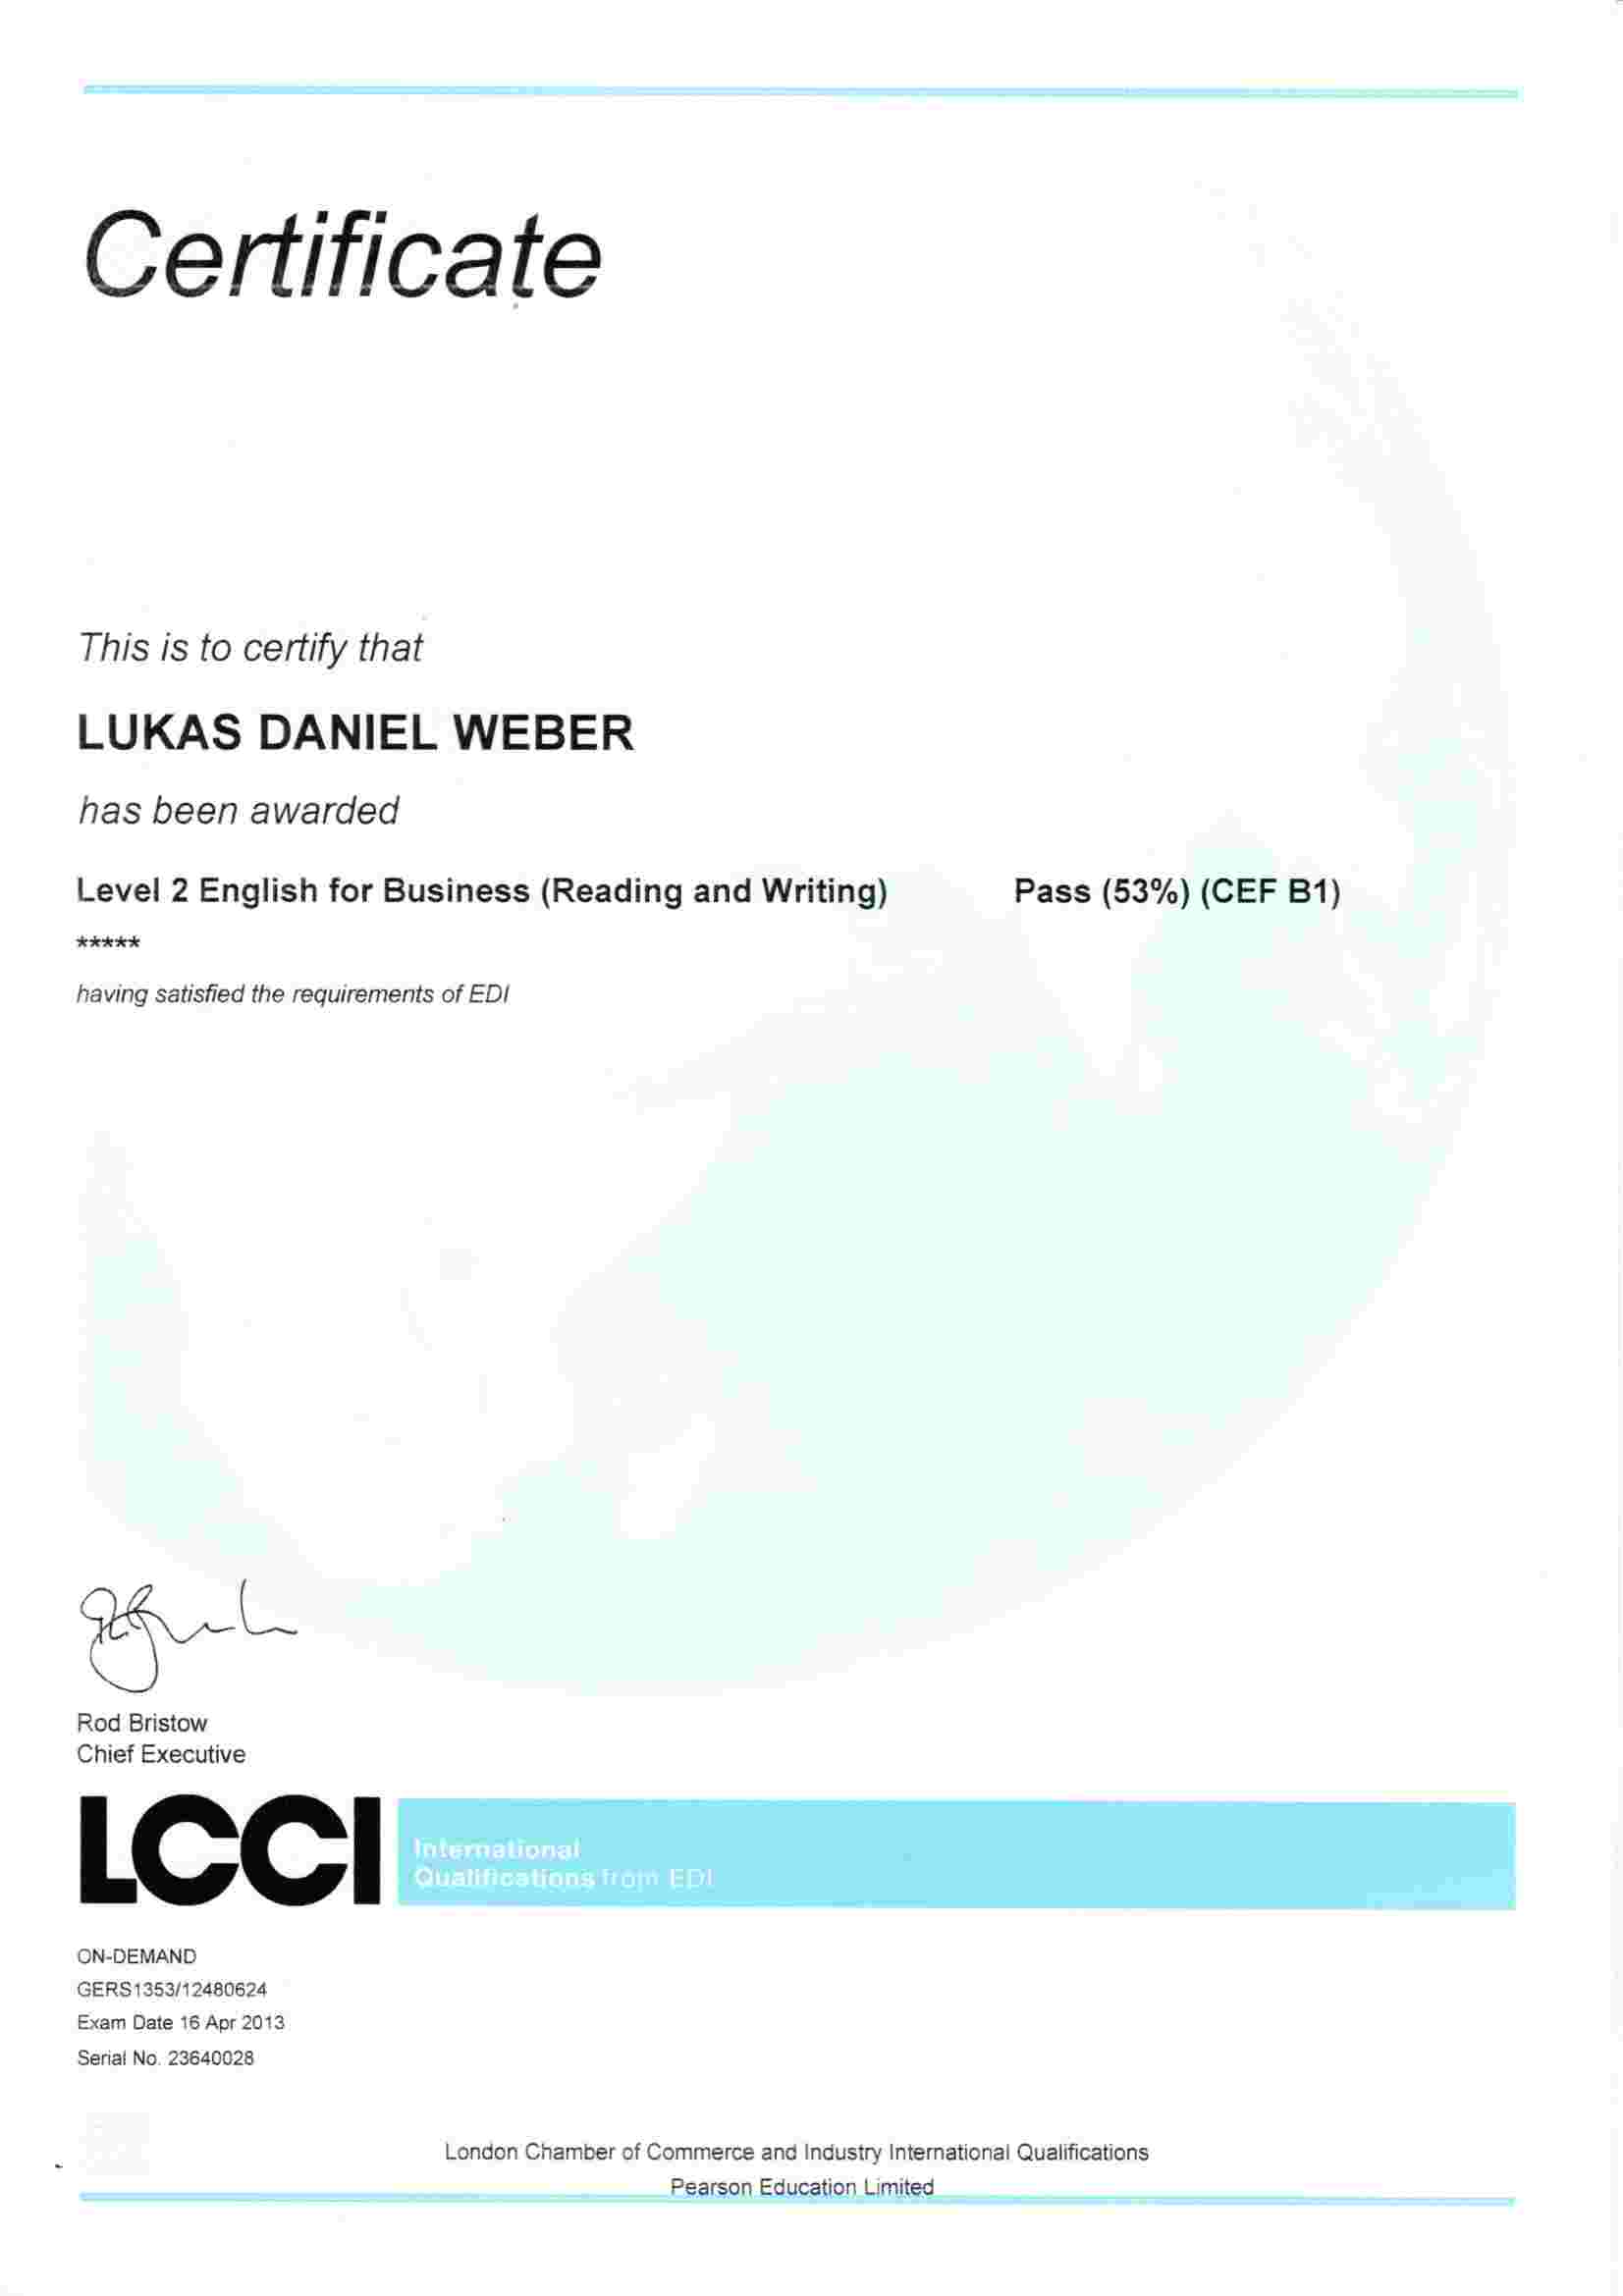 Certificate
This is to certify that
LUKAS DANIEL WEBER
has been awarded
Level 2 English for Business (Reading and Writing) Pass (53%) (CEF B1)
*****
having satisfied the requirements of EDI
Rod Bristow
Chief Executive
LCCI
International
Qualifications from EDI
ON-DEMAND
GERS1353/12480624
Exam Date 16 Apr 2013
Serial No. 23640028
London Chamber of Commerce and Industry International Qualifications
Pearson Education Limited